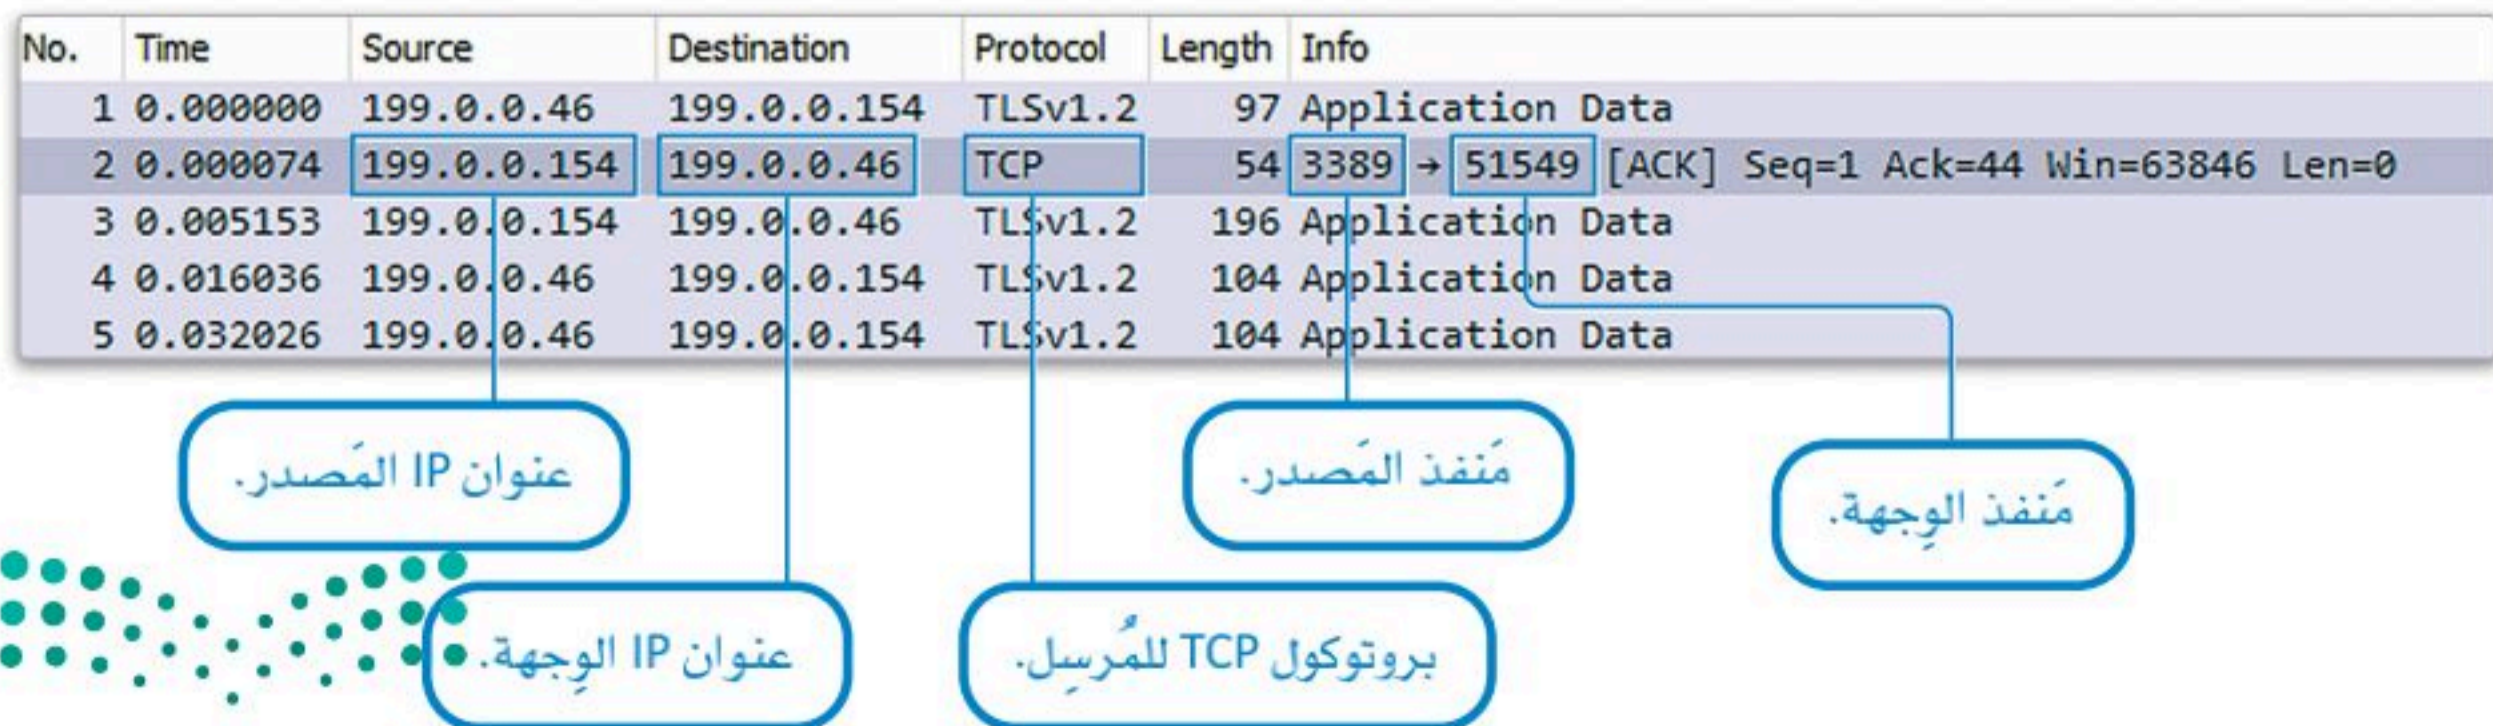 No. Time Source Destination Protocol Length Info
1 0.000000 199.0.0.46 199.0.0.154 TLSv1.2 97 Application Data
2 0.000074 199.0.0.154 199.0.0.46 TCP 54 3389 → 51549 [ACK] Seq=1 Ack=44 Win=63846 Len=0
3 0.005153 199.0.0.154 199.0.0.46 TLSv1.2 196 Application Data
4 0.016036 199.0.0.46 199.0.0.154 TLSv1.2 104 Application Data
5 0.032026 199.0.0.46 199.0.0.154 TLSv1.2 104 Application Data
عنوان IP المَصدر.
مَنفذ المَصدر.
مَنفذ الوِجهة.
عنوان IP الوِجهة.
بروتوكول TCP للمُرسِل.